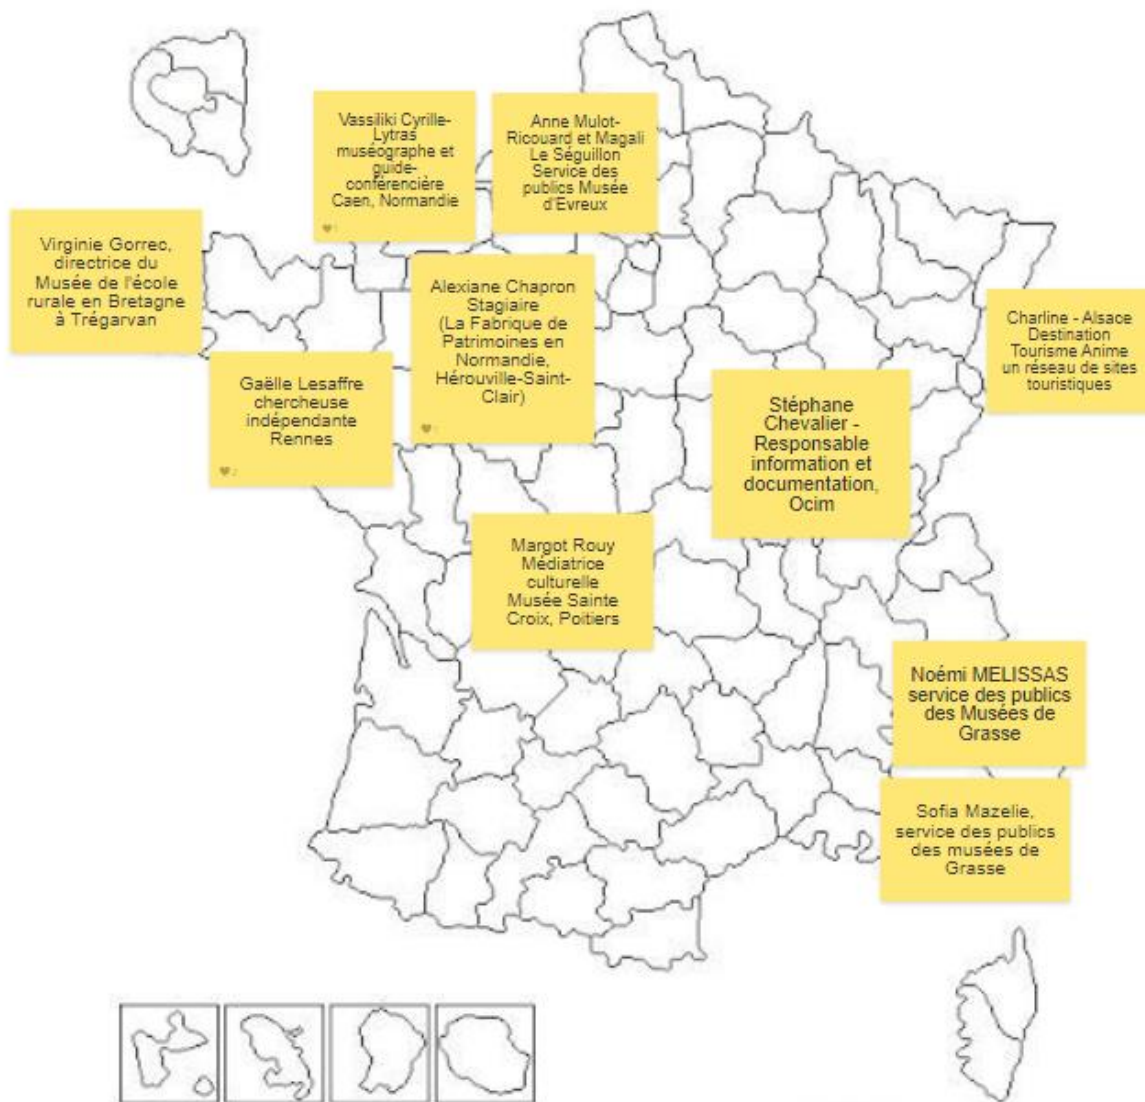 Vassiliki Cyrille-
Lytras
muséographe et
guide-
conférencière
Caen, Normandie
1
Anne Mulot-
Ricouard et Magali
Le Séguillon
Service des
publics Musée
d'Evreux
Virginie Gorrec,
directrice du
Musée de l'école
rurale en Bretagne
à Trégarvan
Alexiane Chapron
Stagiaire
(La Fabrique de
Patrimoines en
Normandie,
Hérouville-Saint-
Clair)
1
Charline - Alsace
Destination
Tourisme Anime
un réseau de sites
touristiques
Gaëlle Lesaffre
chercheuse
indépendante
Rennes
2
Stéphane
Chevalier -
Responsable
information et
documentation,
Ocim
Margot Rouy
Médiatrice
culturelle
Musée Sainte
Croix, Poitiers
Noémi MELISSAS
service des publics
des Musées de
Grasse
Sofia Mazelie,
service des publics
des musées de
Grasse